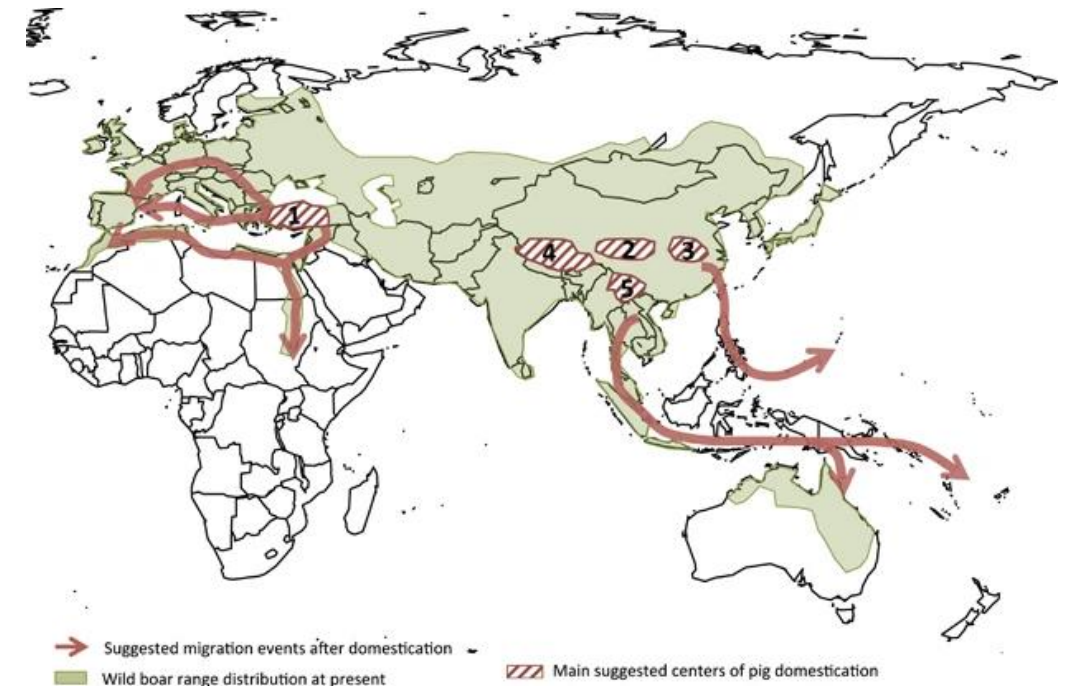 1
4
2
3
5
Suggested migration events after domestication
Wild boar range distribution at present
Main suggested centers of pig domestication